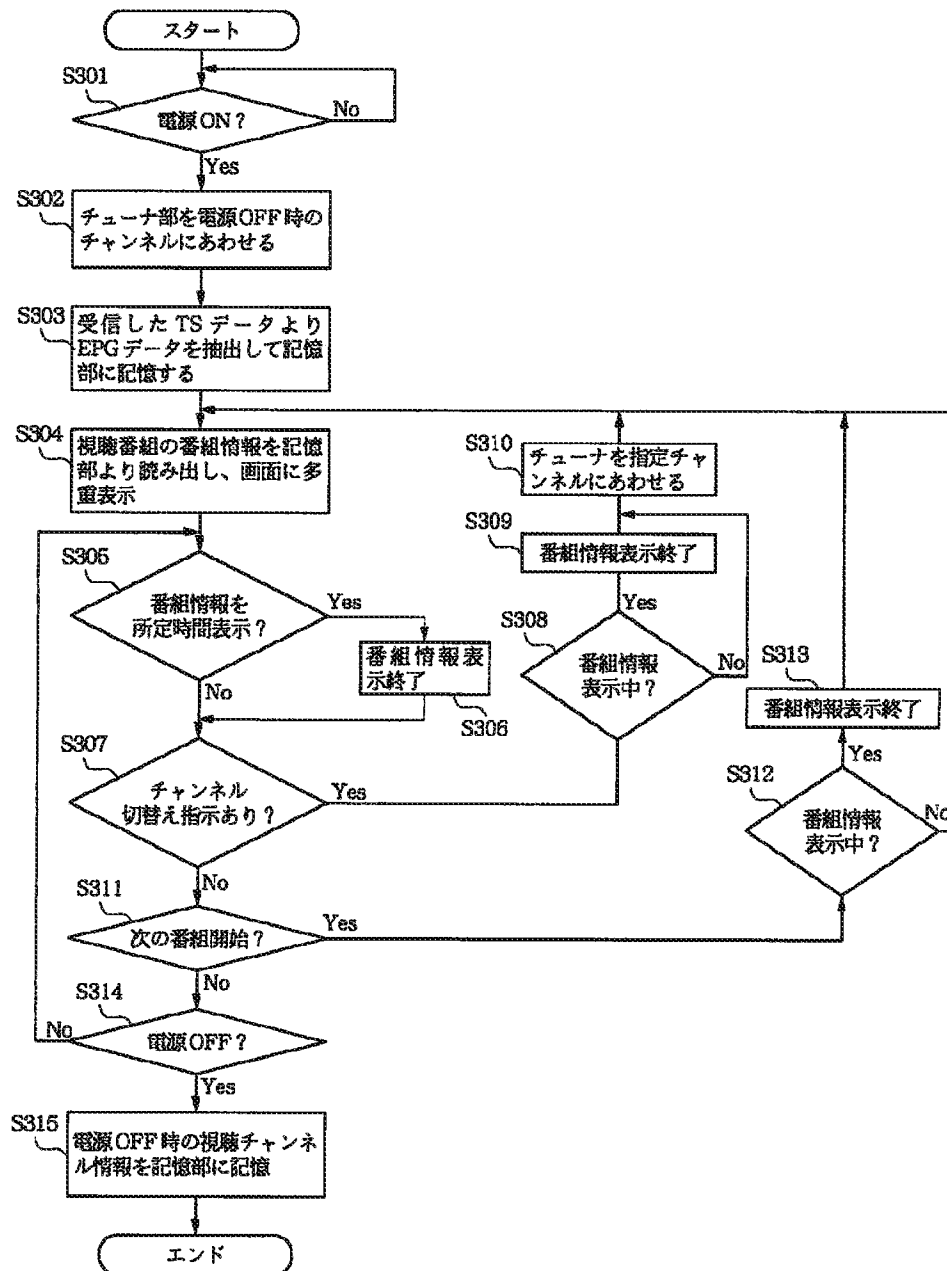 スタート
S301
電源ON?
No
Yes
S302
チューナ部を電源OFF時の
チャンネルにあわせる
S303
受信したTSデータより
EPGデータを抽出して記憶
部に記憶する
S304
視聴番組の番組情報を記憶
部より読み出し、画面に多
重表示
S305
番組情報を
所定時間表示?
Yes
No
番組情報表
示終了
S306
S307
チャンネル
切替え指示あり?
Yes
No
S308
番組情報
表示中?
Yes
No
S309
番組情報表示終了
S310
チューナを指定チャ
ンネルにあわせる
S311
次の番組開始?
Yes
No
S312
番組情報
表示中?
Yes
No
S313
番組情報表示終了
S314
電源OFF?
No
Yes
S315
電源OFF時の視聴チャンネ
ル情報を記憶部に記憶
エンド